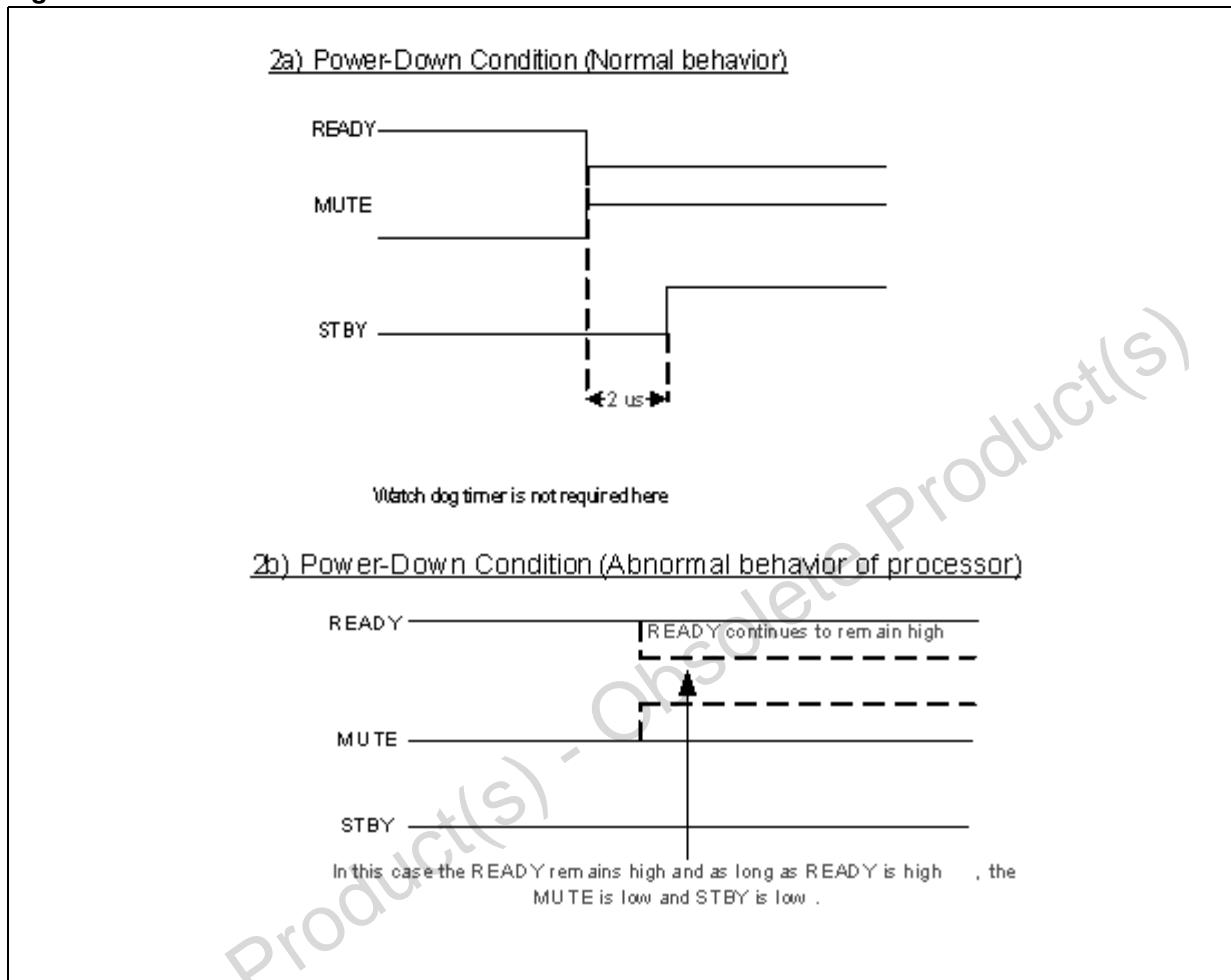 2a) Power-Down Condition (Normal behavior)
READY
MUTE
STBY
2 us
Watch dog timer is not required here
2b) Power-Down Condition (Abnormal behavior of processor)
READY
READY continues to remain high
MUTE
STBY
In this case the READY remains high and as long as READY is high , the
MUTE is low and STBY is low .
Product(s) - Obsolete Product(s)